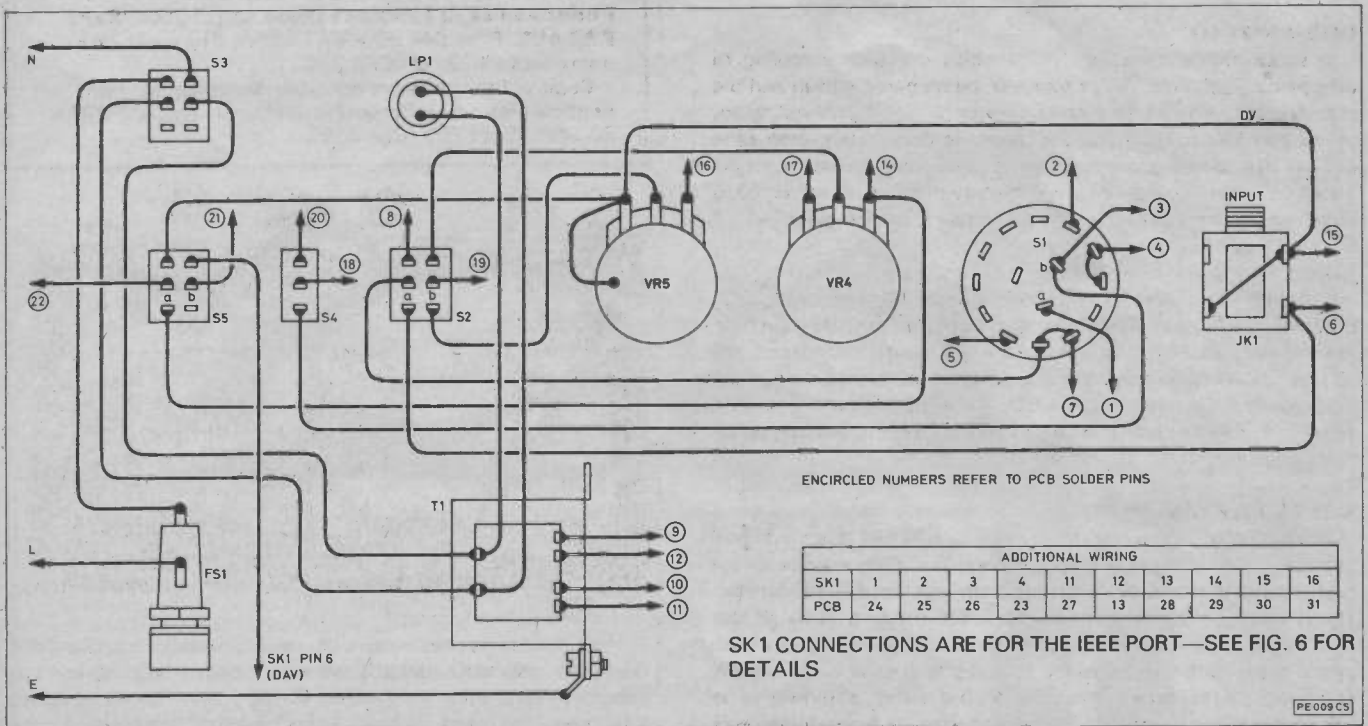 N
S3
LP1
DV
16
17
14
2
3
4
21
20
8
INPUT
15
S1
b
a
18
19
22
a
b
S5
S4
a
b
S2
VR5
VR4
5
6
JK1
7
1
ENCIRCLED NUMBERS REFER TO PCB SOLDER PINS
T1
9
12
10
11
L
FS1
ADDITIONAL WIRING
SK1 1 2 3 4 11 12 13 14 15 16
PCB 24 25 26 23 27 13 28 29 30 31
SK1 CONNECTIONS ARE FOR THE IEEE PORT—SEE FIG. 6 FOR
DETAILS
SK1 PIN 6
(DAV)
E
PE009CS